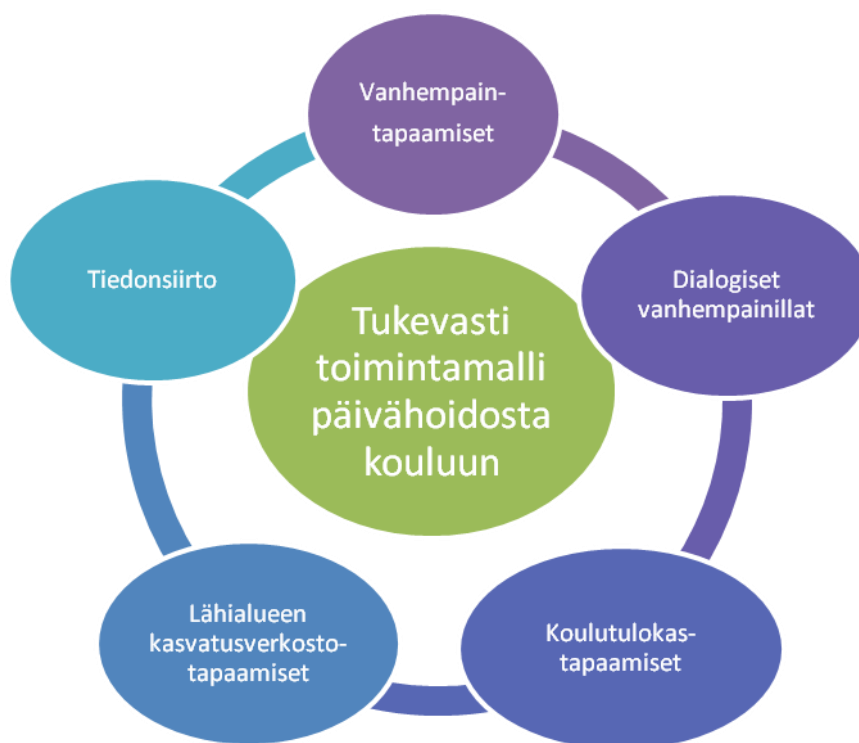 Vanhempain-
tapaamiset
Tiedonsiirto
Dialogiset
vanhempainillat
Tukevasti
toimintamalli
päivähoidosta
kouluun
Lähialueen
kasvatusverkosto-
tapaamiset
Koulutulokas-
tapaamiset